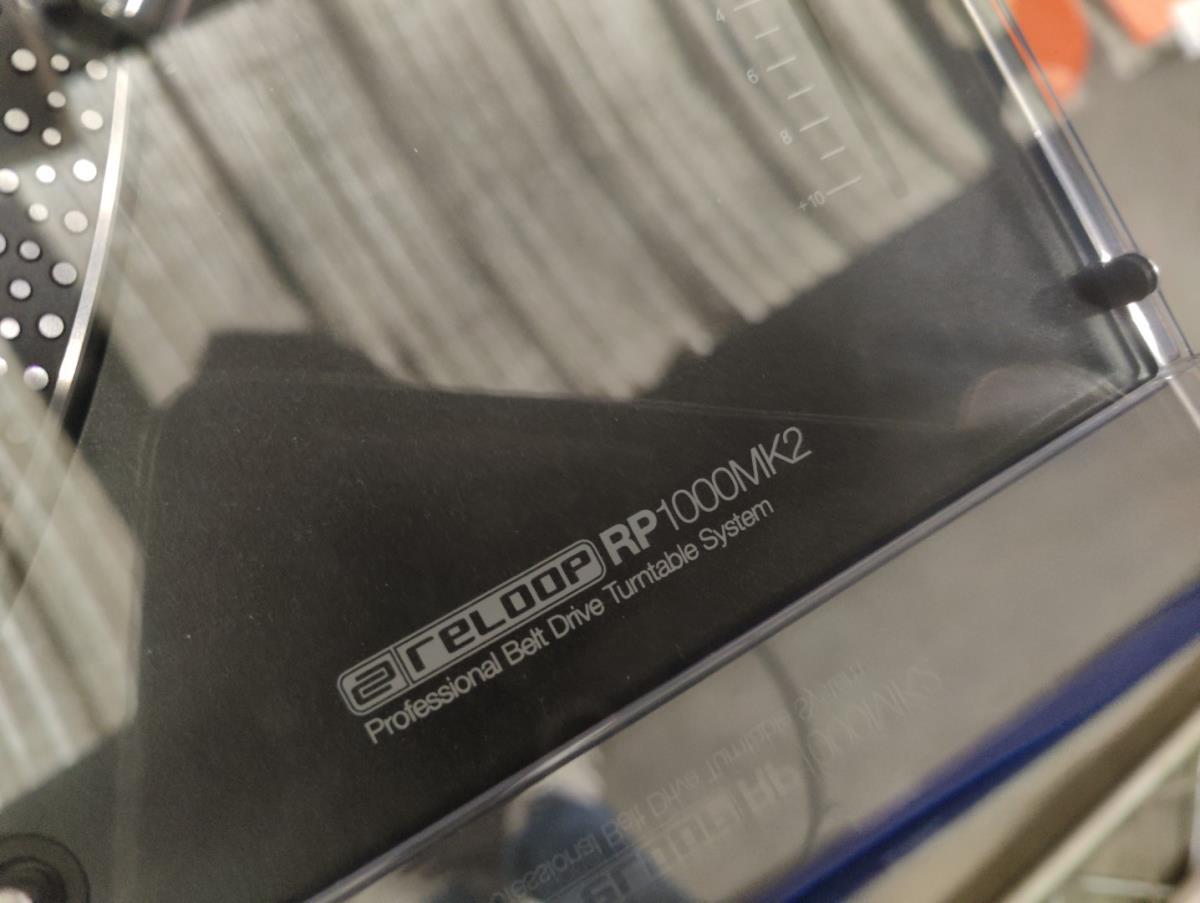 4
6
8
+10
reLOOP RP1000MK2
Professional Belt Drive Turntable System